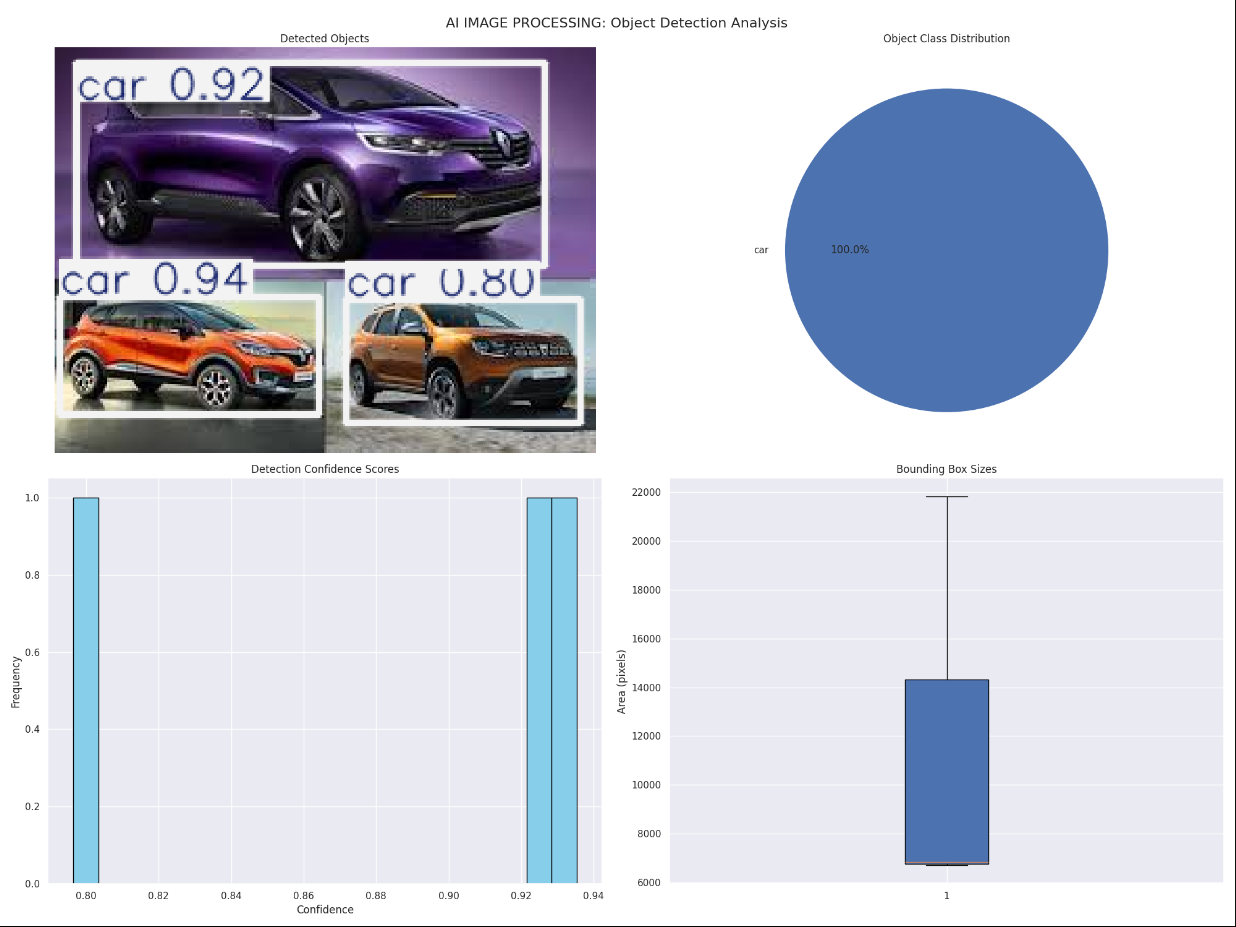 AI IMAGE PROCESSING: Object Detection Analysis
Detected Objects
car 0.92
car 0.94
car 0.80
Object Class Distribution
car
100.0%
Detection Confidence Scores
Frequency
1.0
0.8
0.6
0.4
0.2
0.0
0.80 0.82 0.84 0.86 0.88 0.90 0.92 0.94
Confidence
Bounding Box Sizes
Area (pixels)
22000
20000
18000
16000
14000
12000
10000
8000
6000
1